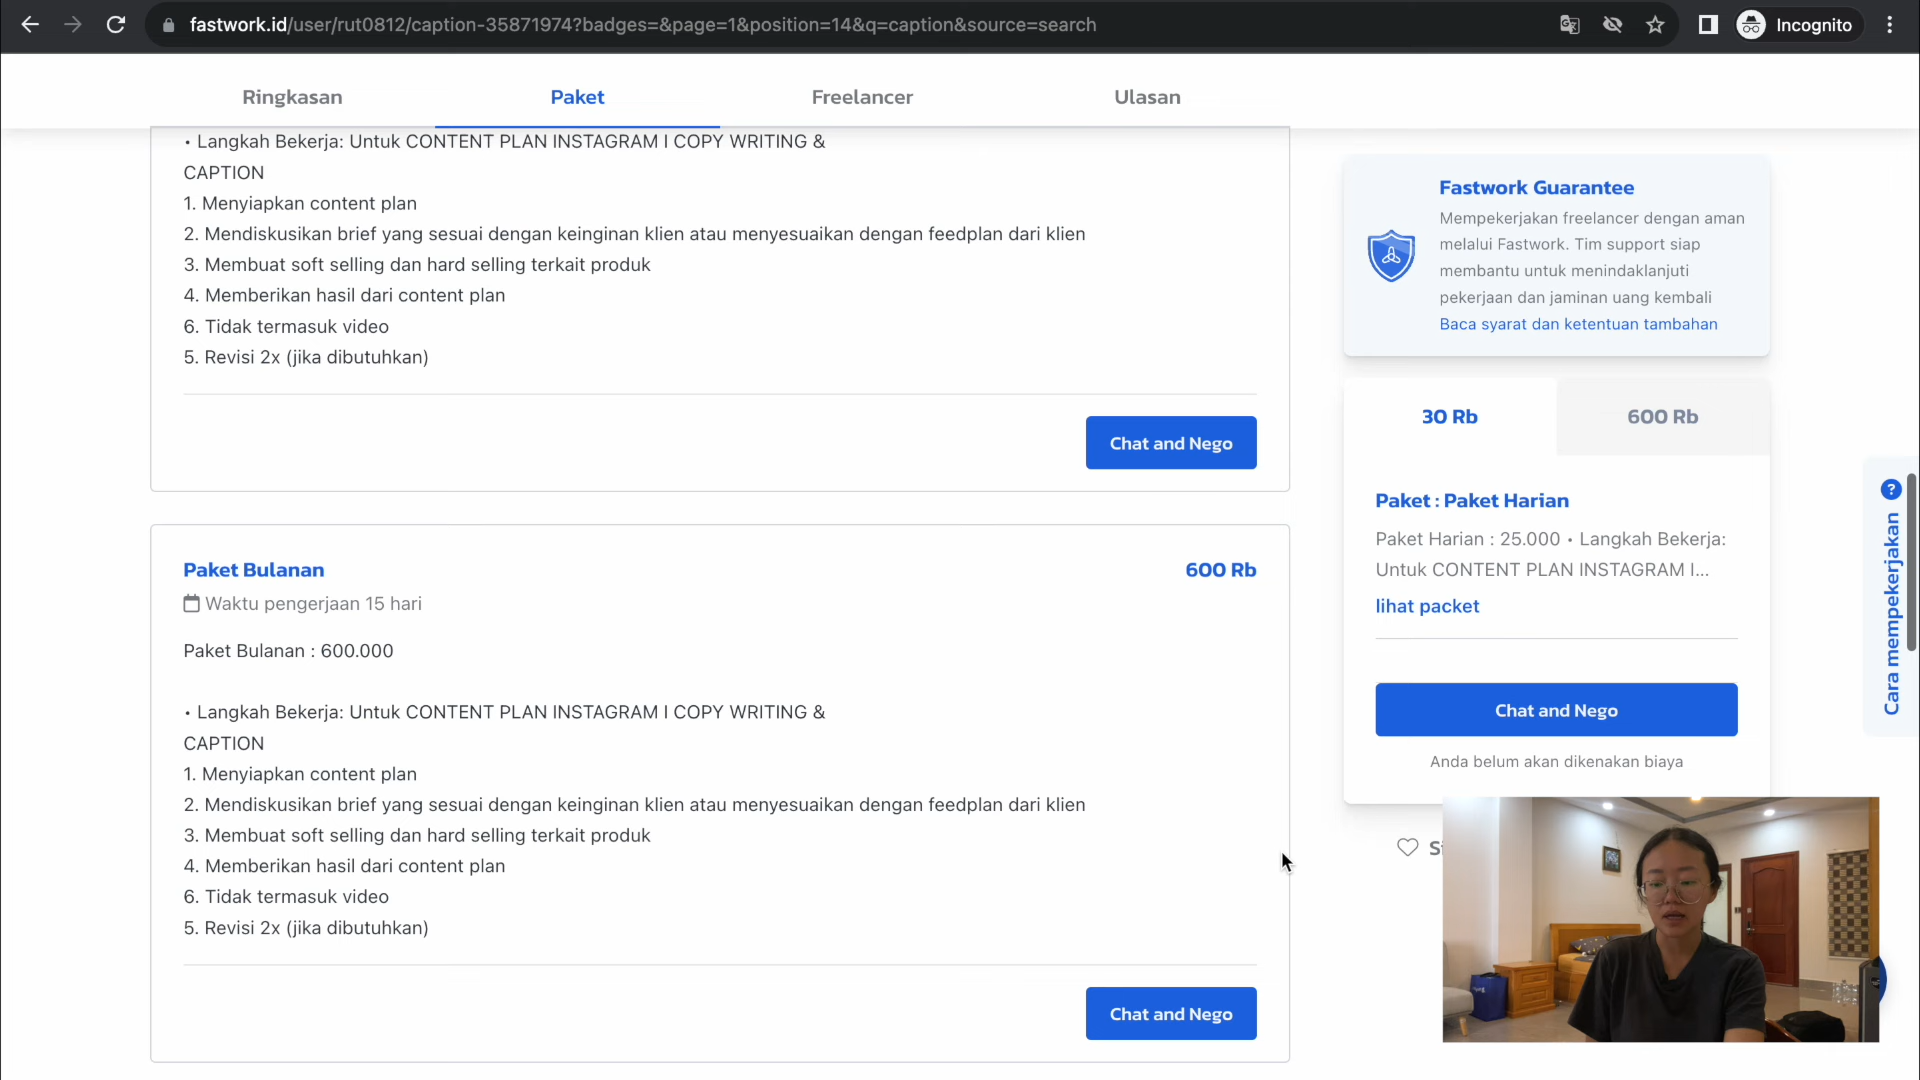 fastwork.id/user/rut0812/caption-35871974?badges=&page=1&position=14&q=caption&source=search
Incognito
Ringkasan
Paket
Freelancer
Ulasan
• Langkah Bekerja: Untuk CONTENT PLAN INSTAGRAM I COPY WRITING &
CAPTION
1. Menyiapkan content plan
2. Mendiskusikan brief yang sesuai dengan keinginan klien atau menyesuaikan dengan feedplan dari klien
3. Membuat soft selling dan hard selling terkait produk
4. Memberikan hasil dari content plan
6. Tidak termasuk video
5. Revisi 2x (jika dibutuhkan)
Chat and Nego
Paket Bulanan
600 Rb
Waktu pengerjaan 15 hari
Paket Bulanan : 600.000
• Langkah Bekerja: Untuk CONTENT PLAN INSTAGRAM I COPY WRITING &
CAPTION
1. Menyiapkan content plan
2. Mendiskusikan brief yang sesuai dengan keinginan klien atau menyesuaikan dengan feedplan dari klien
3. Membuat soft selling dan hard selling terkait produk
4. Memberikan hasil dari content plan
6. Tidak termasuk video
5. Revisi 2x (jika dibutuhkan)
Chat and Nego
Fastwork Guarantee
Mempekerjakan freelancer dengan aman
melalui Fastwork. Tim support siap
membantu untuk menindaklanjuti
pekerjaan dan jaminan uang kembali
Baca syarat dan ketentuan tambahan
30 Rb
600 Rb
Paket : Paket Harian
Paket Harian : 25.000 • Langkah Bekerja:
Untuk CONTENT PLAN INSTAGRAM I...
lihat packet
Chat and Nego
Anda belum akan dikenakan biaya
? Cara mempekerjakan